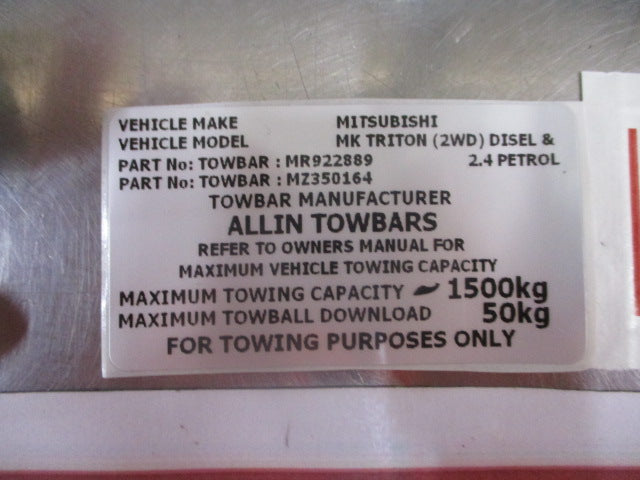 VEHICLE MAKE MITSUBISHI
VEHICLE MODEL MK TRITON (2WD) DISEL &
PART No: TOWBAR : MR922889 2.4 PETROL
PART No: TOWBAR : MZ350164
TOWBAR MANUFACTURER
ALLIN TOWBARS
REFER TO OWNERS MANUAL FOR
MAXIMUM VEHICLE TOWING CAPACITY
MAXIMUM TOWING CAPACITY 1500kg
MAXIMUM TOWBALL DOWNLOAD 50kg
FOR TOWING PURPOSES ONLY